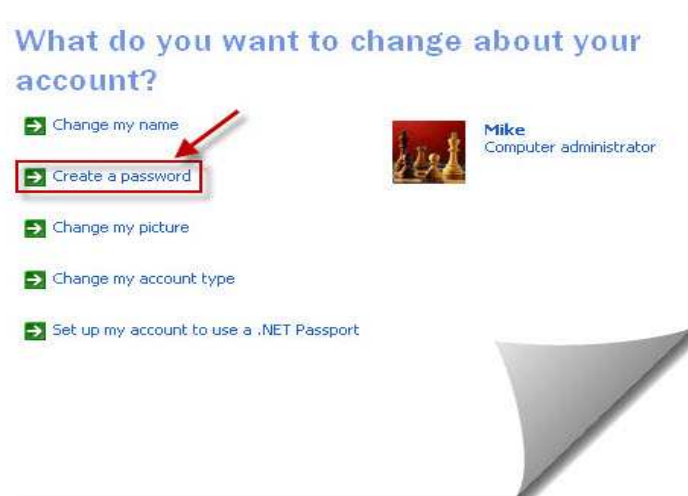 What do you want to change about your
account?
Change my name
Mike
Computer administrator
Create a password
Change my picture
Change my account type
Set up my account to use a .NET Passport